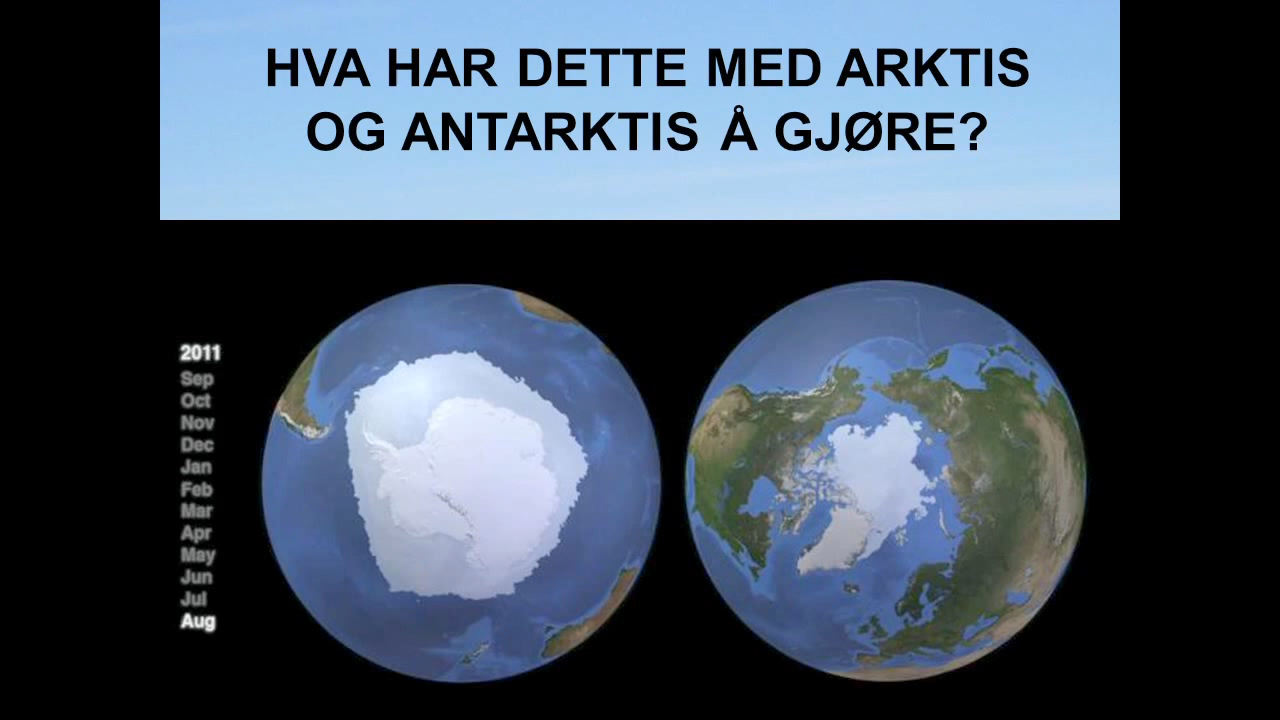 HVA HAR DETTE MED ARKTIS
OG ANTARKTIS Å GJØRE?
2011
Sep
Oct
Nov
Dec
Jan
Feb
Mar
Apr
May
Jun
Jul
Aug